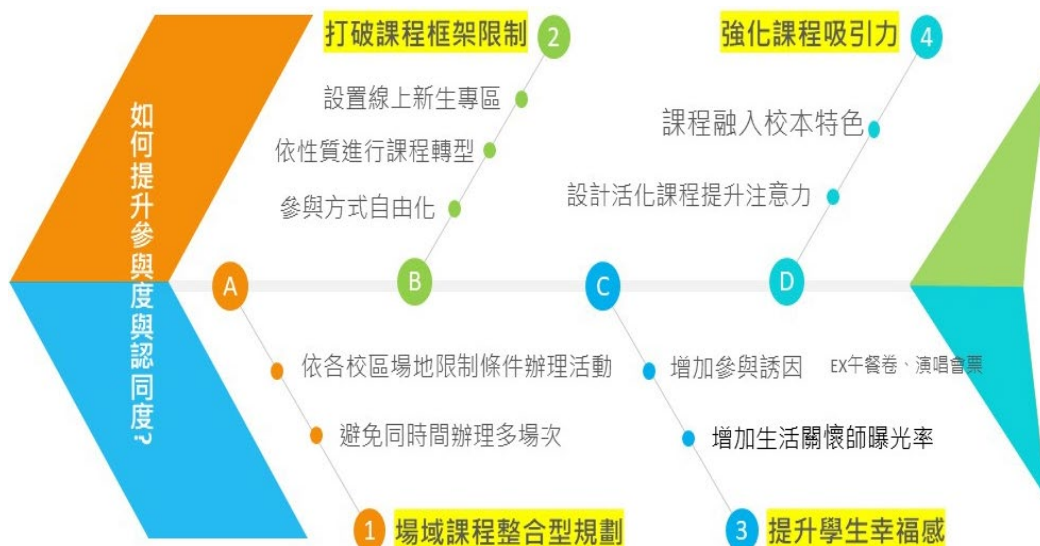 如何提升參與度與認同度?
打破課程框架限制 2
設置線上新生專區
依性質進行課程轉型
參與方式自由化
強化課程吸引力 4
課程融入校本特色
設計活化課程提升注意力
A
B
C
D
依各校區場地限制條件辦理活動
避免同時間辦理多場次
1 場域課程整合型規劃
增加參與誘因 EX午餐卷、演唱會票
增加生活關懷師曝光率
3 提升學生幸福感